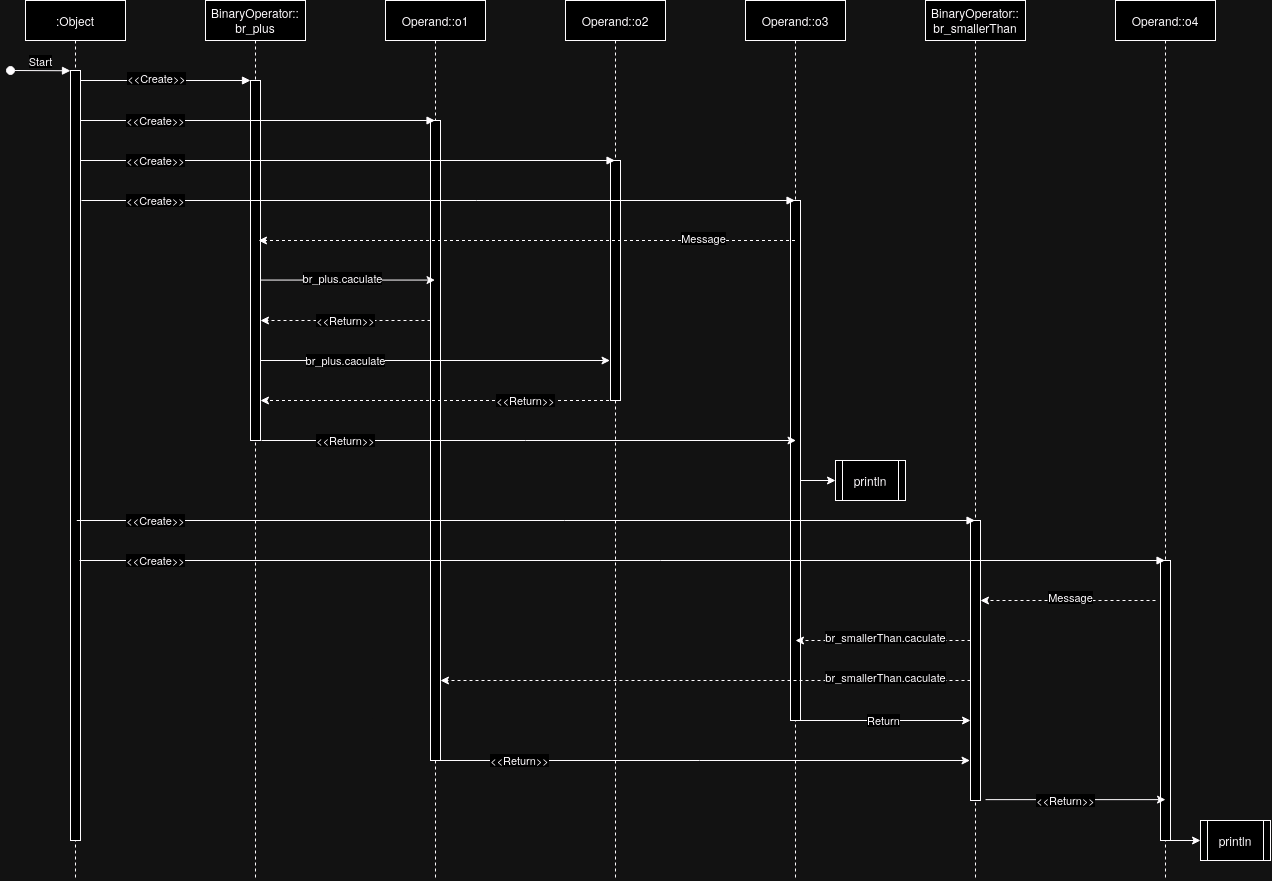 :Object
BinaryOperator::
br_plus
Operand::o1
Operand::o2
Operand::o3
BinaryOperator::
br_smallerThan
Operand::o4
Start
<<Create>>
<<Create>>
<<Create>>
<<Create>>
Message
br_plus.caculate
<<Return>>
br_plus.caculate
<<Return>>
<<Return>>
println
<<Create>>
<<Create>>
Message
br_smallerThan.caculate
br_smallerThan.caculate
Return
<<Return>>
<<Return>>
println